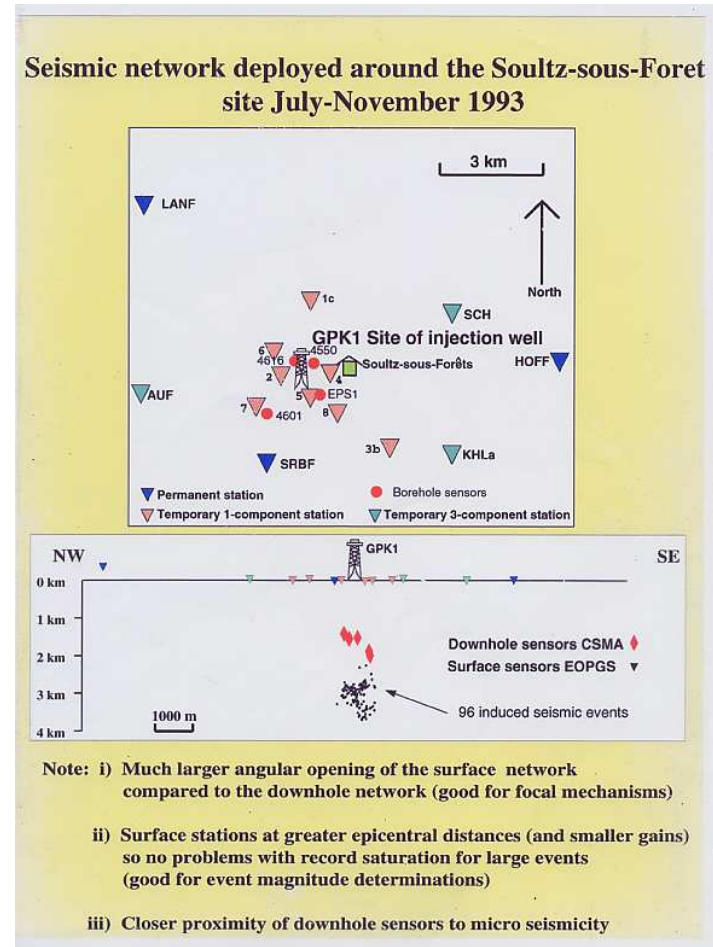 Seismic network deployed around the Soultz-sous-Foret
site July-November 1993
3 km
LANF
North
1c
SCH
GPK1 Site of injection well
6
4616
4550
HOFF
Soultz-sous-Forêts
2
4
AUF
5
EPS1
7
4601
8
3b
KHLa
SRBF
Permanent station
Borehole sensors
Temporary 1-component station
Temporary 3-component station
NW
GPK1
SE
0 km
1 km
Downhole sensors CSMA
2 km
Surface sensors EOPGS
3 km
96 induced seismic events
1000 m
4 km
Note: i) Much larger angular opening of the surface network
compared to the downhole network (good for focal mechanisms)
ii) Surface stations at greater epicentral distances (and smaller gains)
so no problems with record saturation for large events
(good for event magnitude determinations)
iii) Closer proximity of downhole sensors to micro seismicity